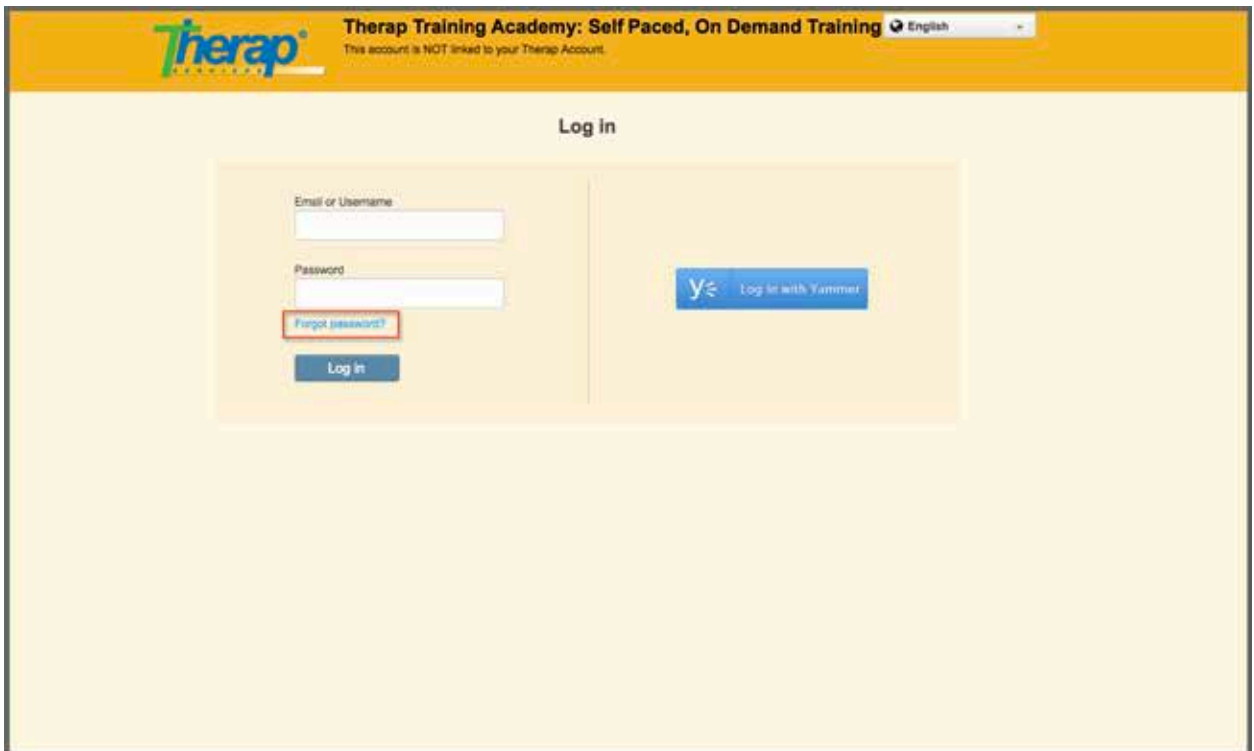 Therap®
SERVICES
Therap Training Academy: Self Paced, On Demand Training
This account is NOT linked to your Therap Account.
English
Log in
Email or Username
Password
Forgot password?
Log in
y
Log in with Yammer